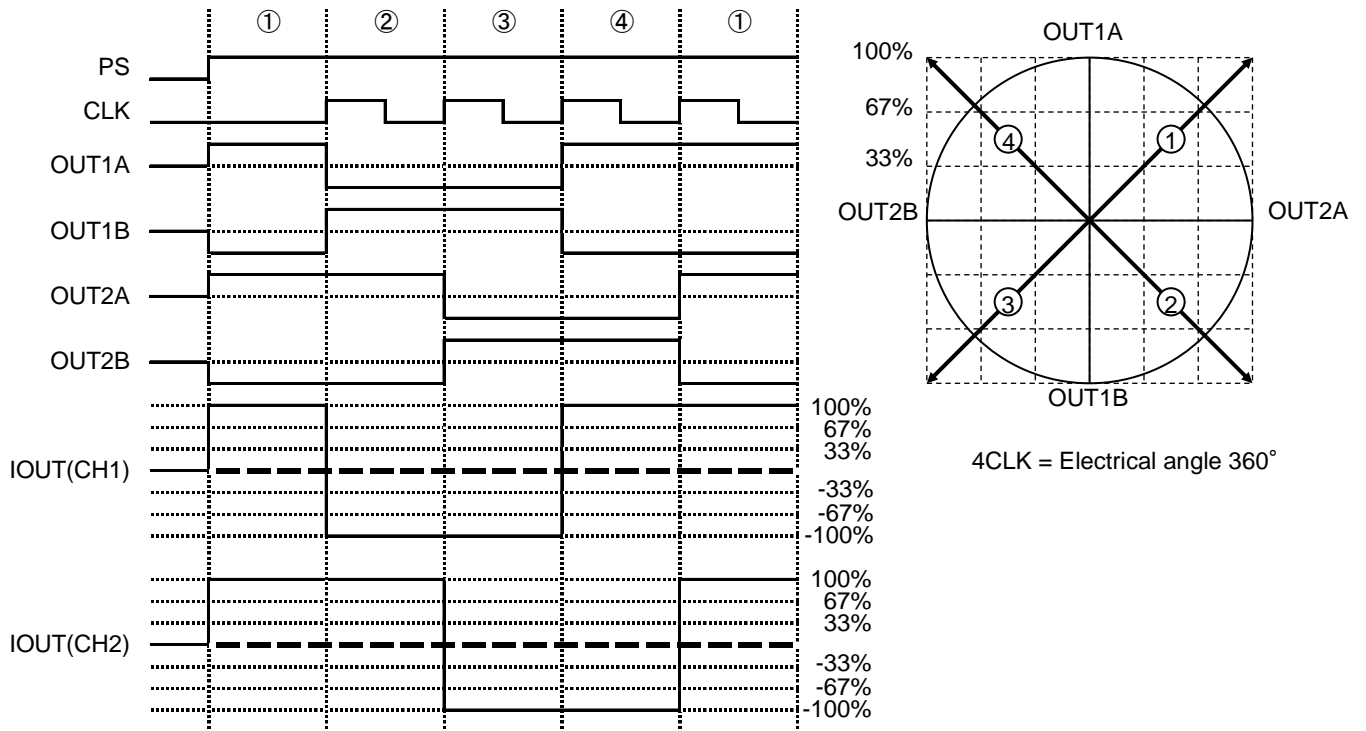 ① ② ③ ④ ①
PS
CLK
OUT1A
OUT1B
OUT2A
OUT2B
IOUT(CH1)
100%
67%
33%
-33%
-67%
-100%
IOUT(CH2)
100%
67%
33%
-33%
-67%
-100%
OUT1A
100%
67%
33%
④ ①
OUT2B OUT2A
③ ②
OUT1B
4CLK = Electrical angle 360°